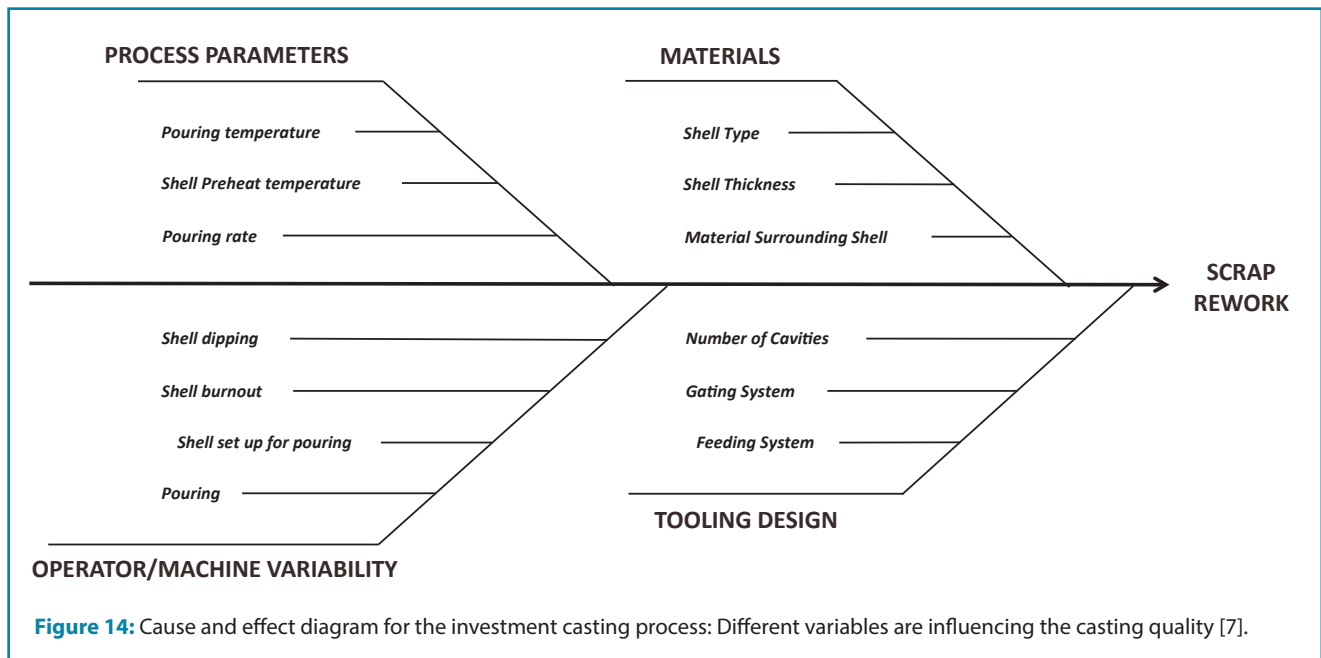 PROCESS PARAMETERS
Pouring temperature
Shell Preheat temperature
Pouring rate
MATERIALS
Shell Type
Shell Thickness
Material Surrounding Shell
SCRAP
REWORK
Shell dipping
Shell burnout
Shell set up for pouring
Pouring
OPERATOR/MACHINE VARIABILITY
Number of Cavities
Gating System
Feeding System
TOOLING DESIGN
Figure 14: Cause and effect diagram for the investment casting process: Different variables are influencing the casting quality [7].